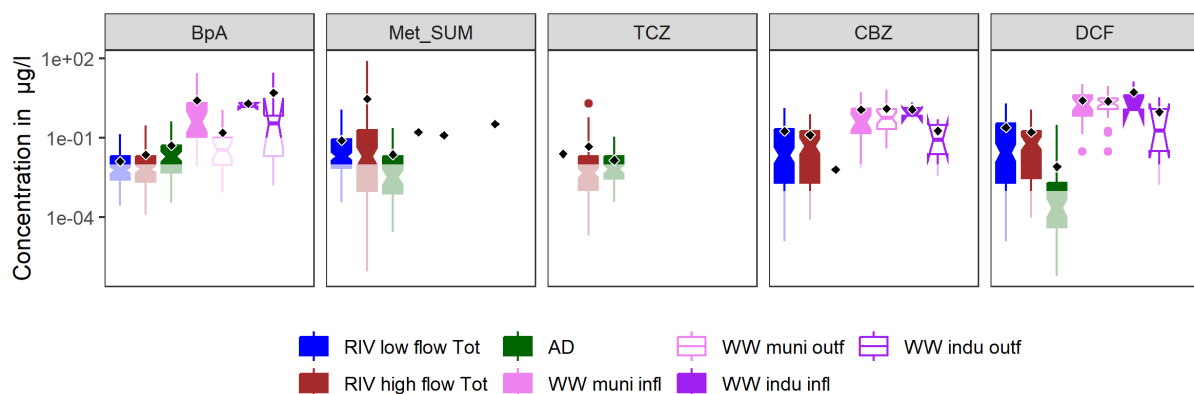 BpA Met_SUM TCZ CBZ DCF
Concentration in µg/l
1e+02
1e-01
1e-04
RIV low flow Tot AD WW muni outf WW indu outf
RIV high flow Tot WW muni infl WW indu infl